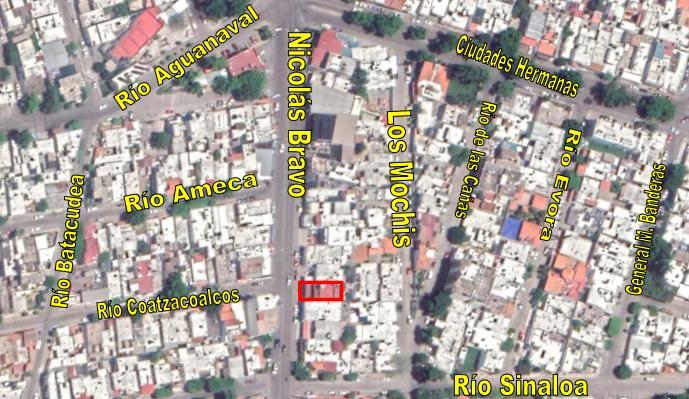 Río Aguanaval
Nicolás Bravo
Ciudades Hermanas
Los Mochis
Río de las Cañas
Río Evora
General M. Banderas
Río Batacudea
Río Ameca
Río Coatzacoalcos
Río Sinaloa